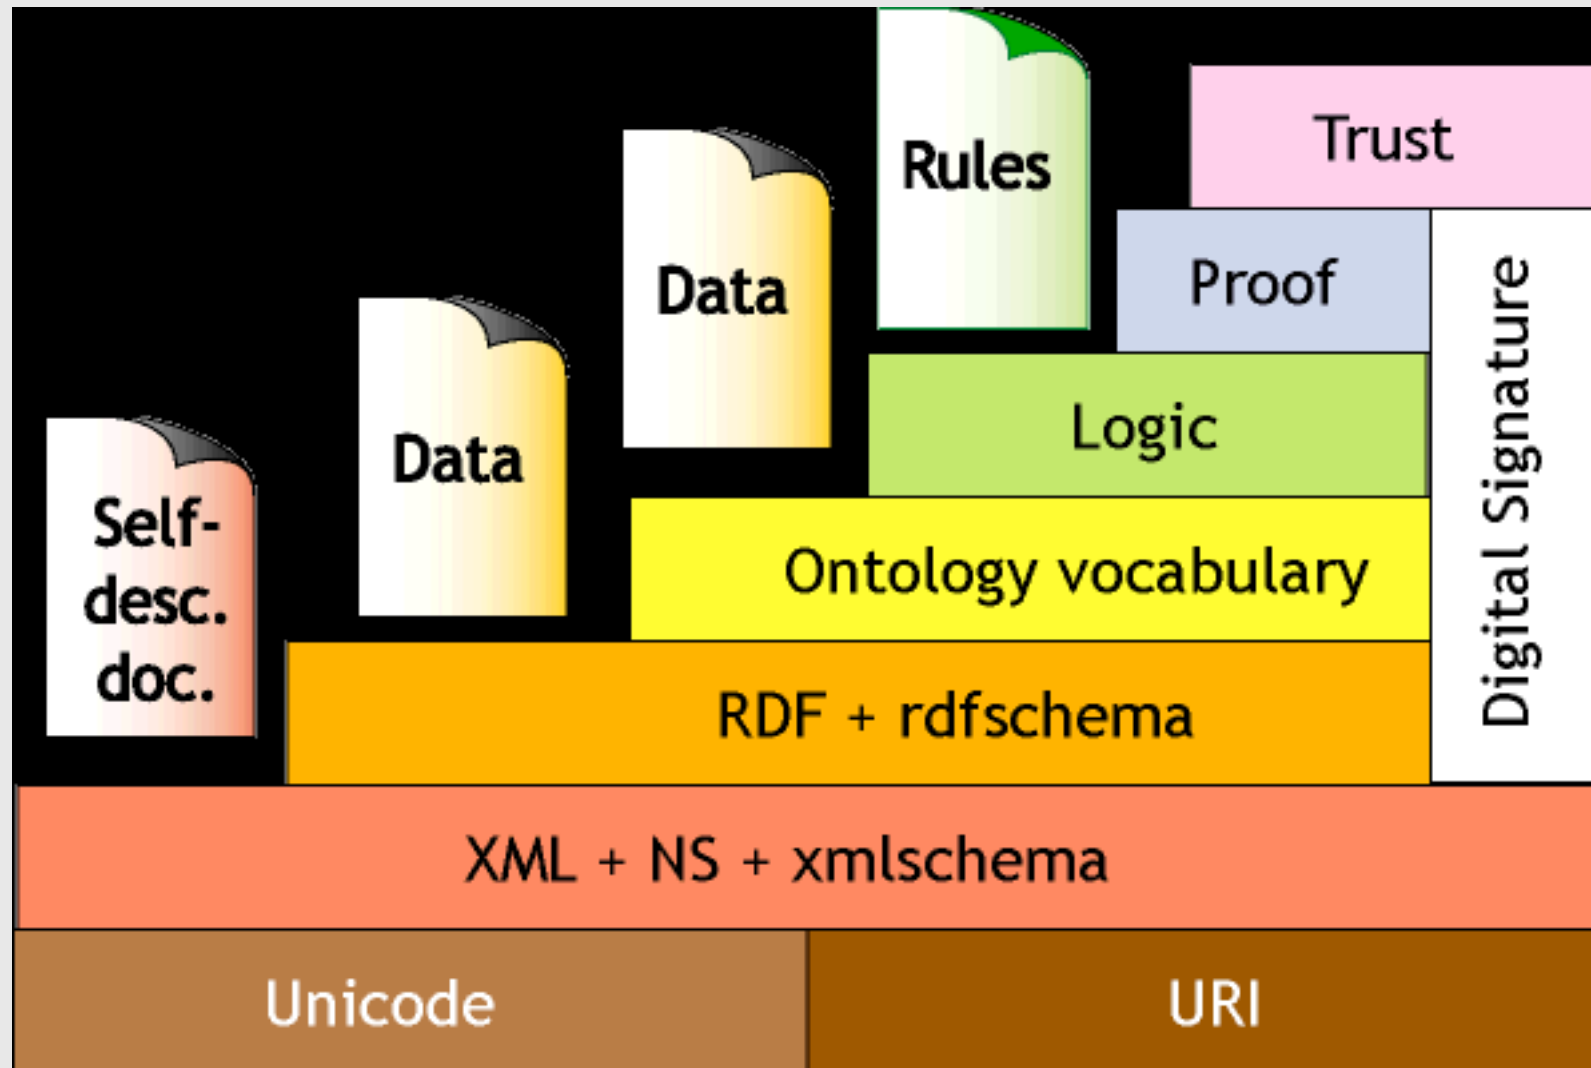 Rules
Trust
Data
Proof
Data
Logic
Self-
desc.
doc.
Ontology vocabulary
Digital Signature
RDF + rdfschema
XML + NS + xmlschema
Unicode
URI